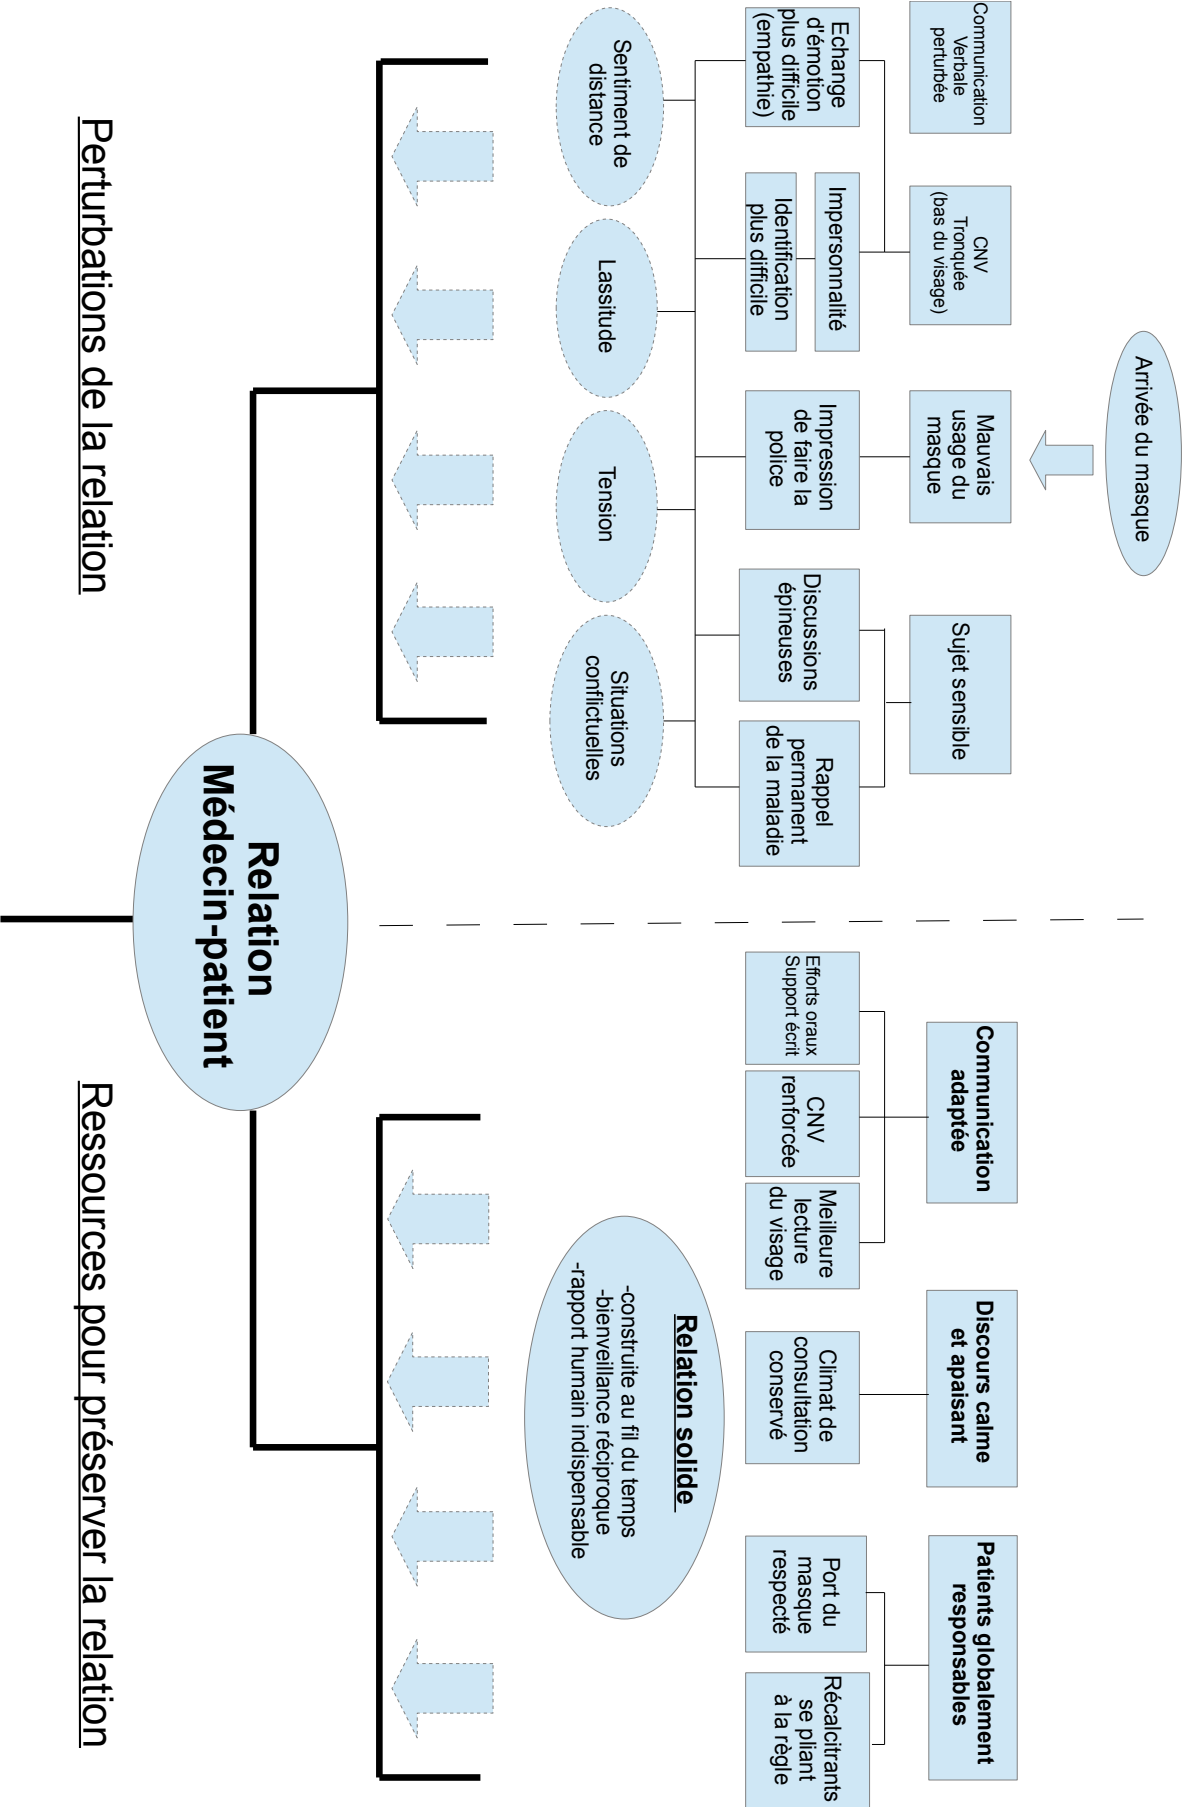 Arrivée du masque
Communication
Verbale
perturbée
CNV
Tronquée
(bas du visage)
Mauvais
usage du
masque
Sujet sensible
Echange
d'émotion
plus difficile
(empathie)
Impersonnalité
Identification
plus difficile
Impression
de faire la
police
Discussions
épineuses
Rappel
permanent
de la maladie
Sentiment de
distance
Lassitude
Tension
Situations
conflictuelles
Communication
adaptée
Discours calme
et apaisant
Patients globalement
responsables
Efforts oraux
Support écrit
CNV
renforcée
Meilleure
lecture
du visage
Climat de
consultation
conservé
Port du
masque
respecté
Récalcitrants
se pliant
à la règle
Relation solide
-construite au fil du temps
-bienveillance réciproque
-rapport humain indispensable
Relation
Médecin-patient
Perturbations de la relation
Ressources pour préserver la relation